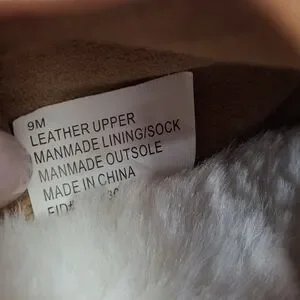 9M
LEATHER UPPER
MANMADE LINING/SOCK
MANMADE OUTSOLE
MADE IN CHINA